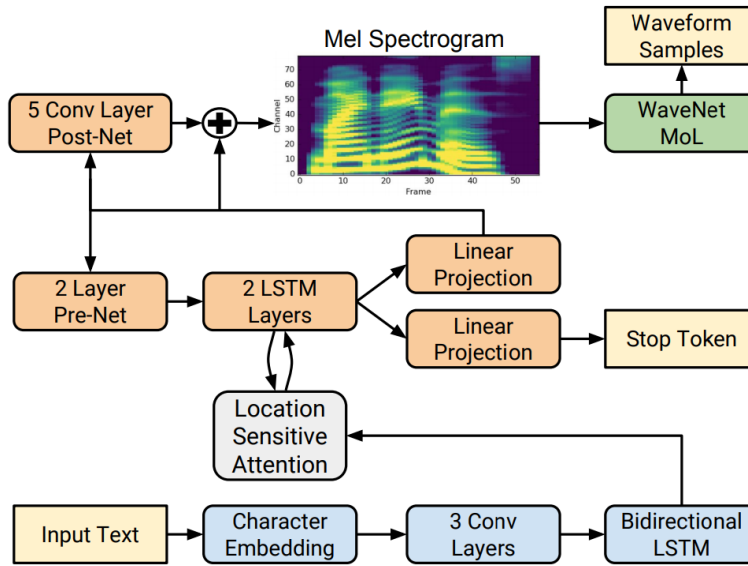 Waveform
Samples
Mel Spectrogram
70
60
50
40
30
20
10
0
Channel
0
10
20
30
40
50
Frame
5 Conv Layer
Post-Net
WaveNet
MoL
2 Layer
Pre-Net
2 LSTM
Layers
Linear
Projection
Linear
Projection
Stop Token
Location
Sensitive
Attention
Input Text
Character
Embedding
3 Conv
Layers
Bidirectional
LSTM